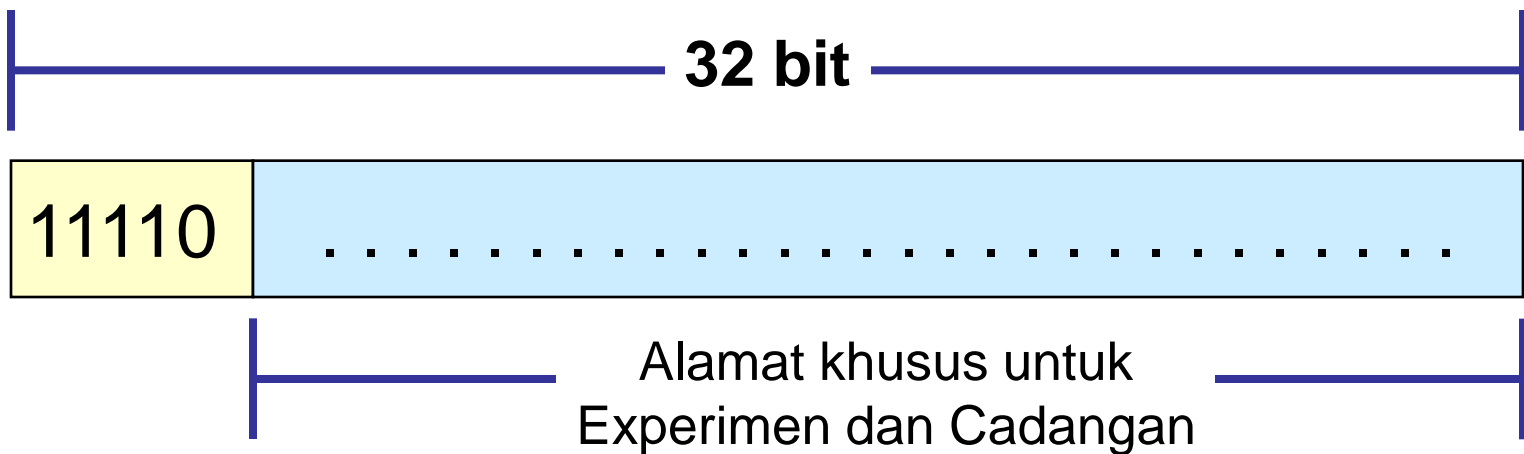 32 bit
11110 . . . . . . . . . . . . . . . . . . . . . . . . . . . .
Alamat khusus untuk
Experimen dan Cadangan